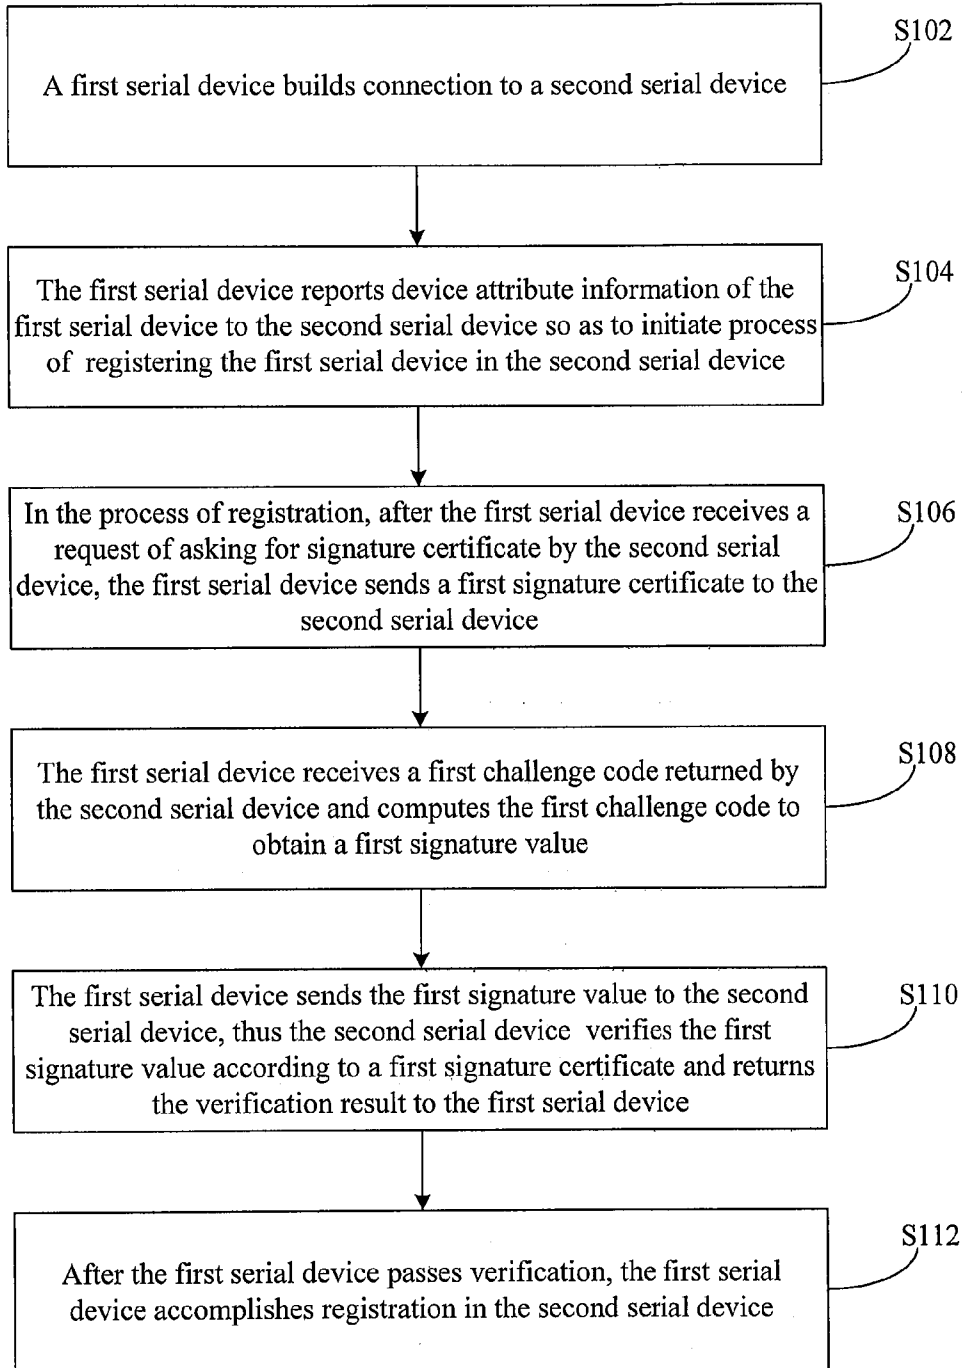 S102
A first serial device builds connection to a second serial device
S104
The first serial device reports device attribute information of the
first serial device to the second serial device so as to initiate process
of registering the first serial device in the second serial device
S106
In the process of registration, after the first serial device receives a
request of asking for signature certificate by the second serial
device, the first serial device sends a first signature certificate to the
second serial device
S108
The first serial device receives a first challenge code returned by
the second serial device and computes the first challenge code to
obtain a first signature value
S110
The first serial device sends the first signature value to the second
serial device, thus the second serial device verifies the first
signature value according to a first signature certificate and returns
the verification result to the first serial device
S112
After the first serial device passes verification, the first serial
device accomplishes registration in the second serial device